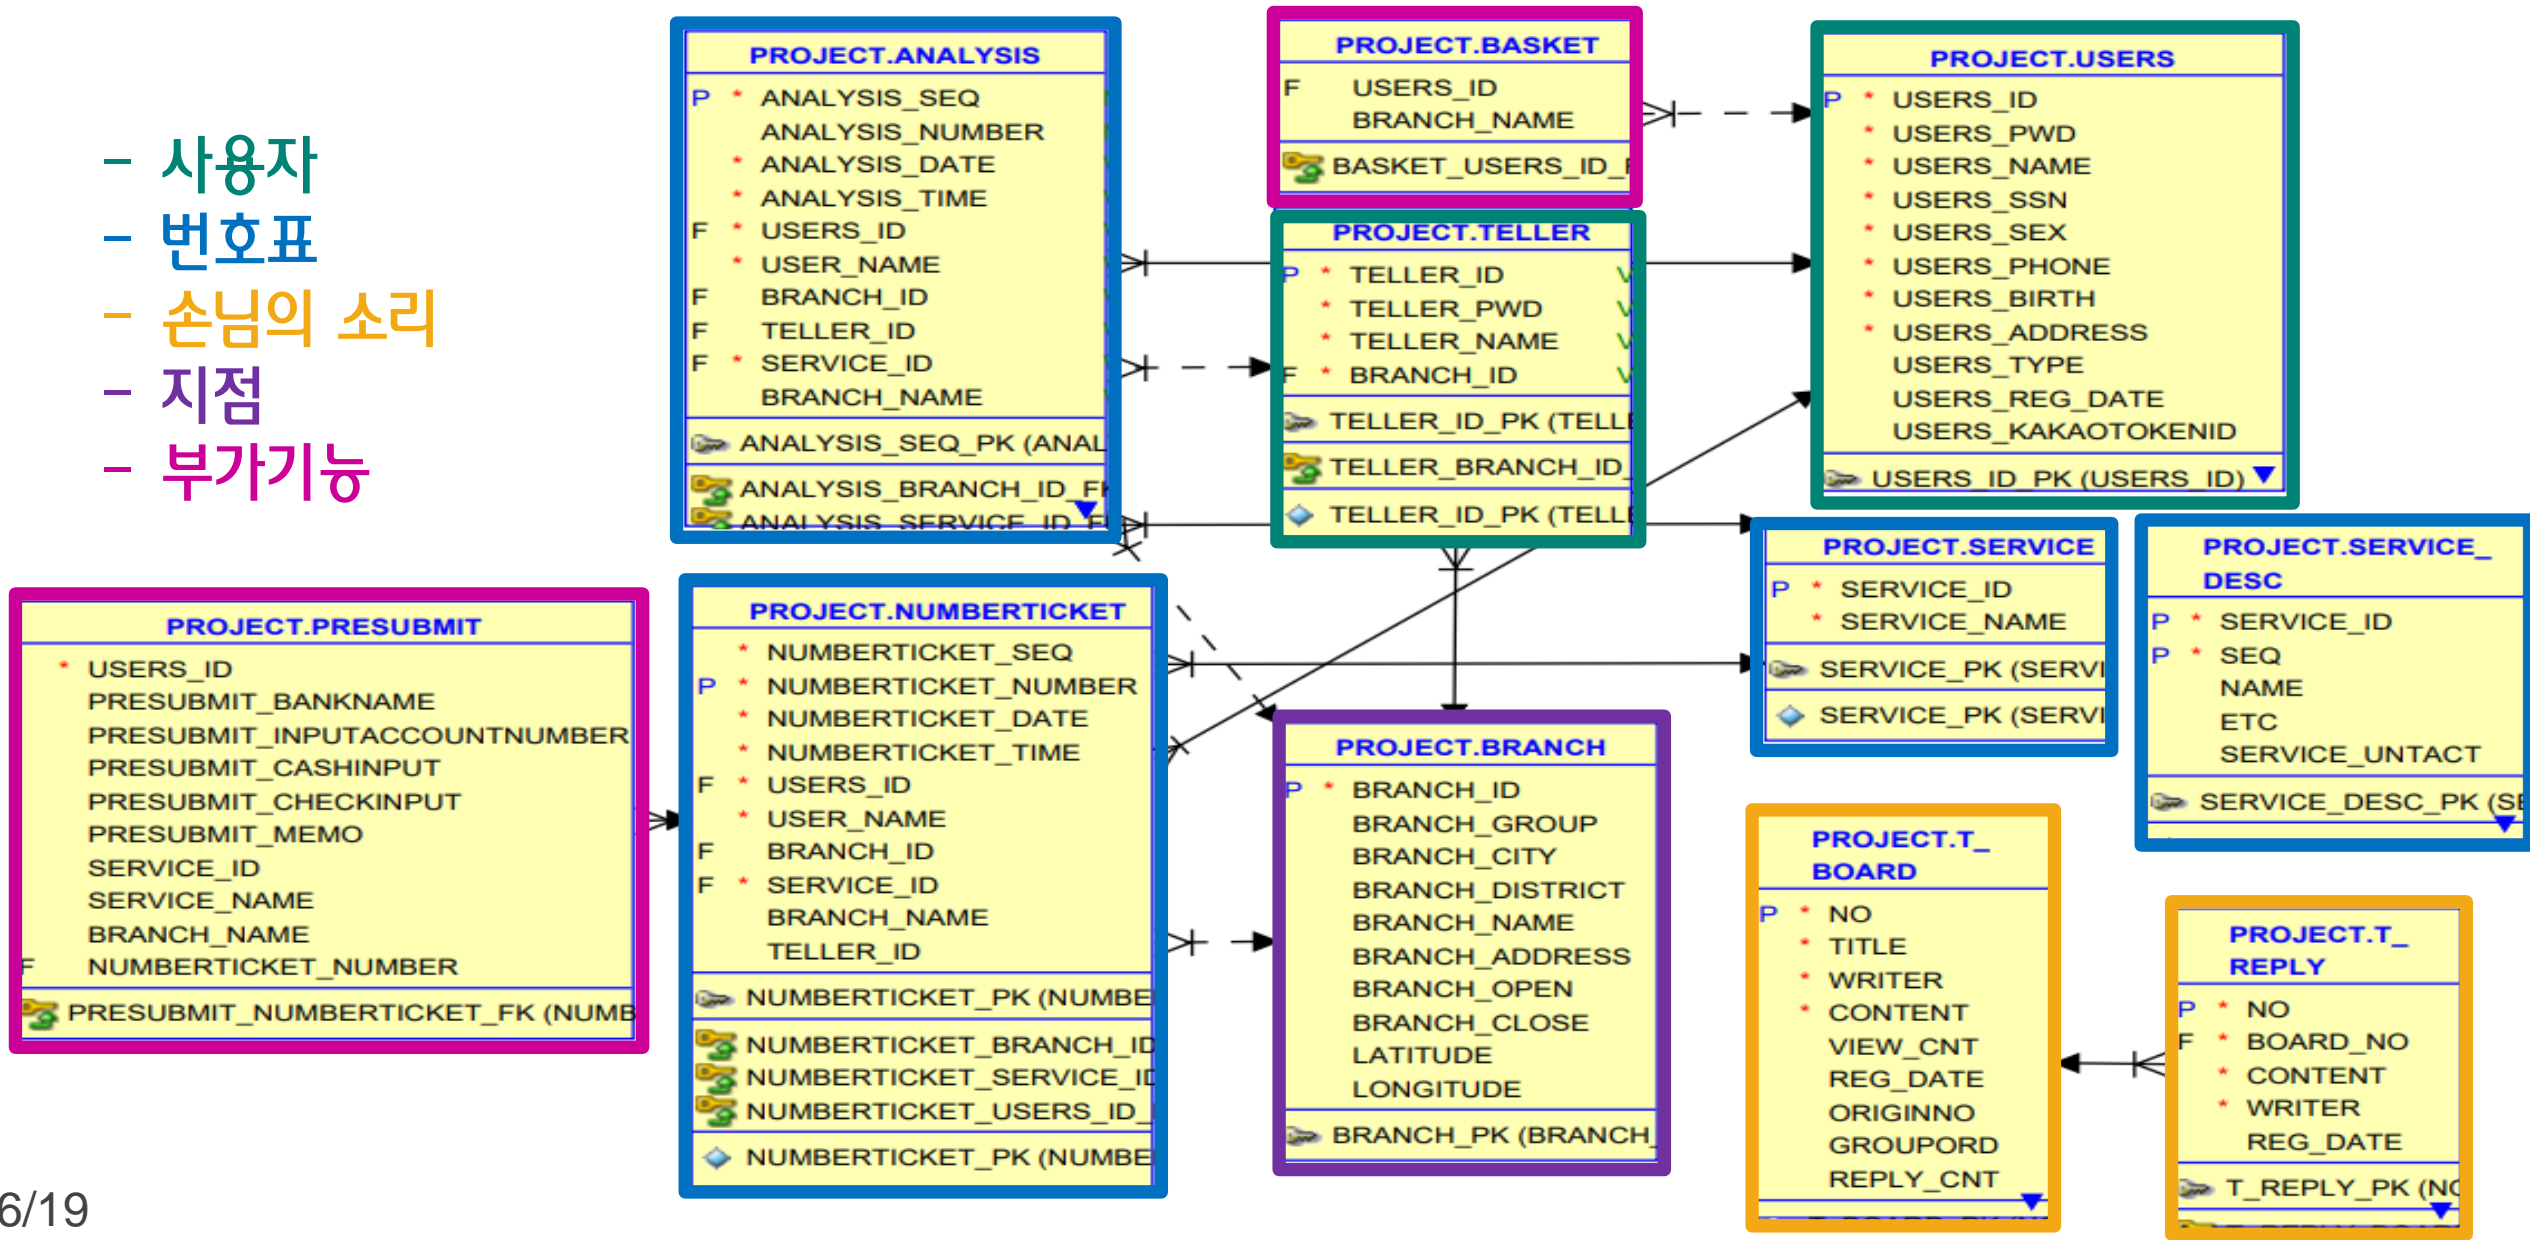 - 사용자
- 번호표
- 손님의 소리
- 지점
- 부가기능
PROJECT.ANALYSIS
P * ANALYSIS_SEQ
ANALYSIS_NUMBER
* ANALYSIS_DATE
* ANALYSIS_TIME
F * USERS_ID
* USER_NAME
F BRANCH_ID
F TELLER_ID
F * SERVICE_ID
BRANCH_NAME
ANALYSIS_SEQ_PK (ANAL
ANALYSIS_BRANCH_ID_F
ANALYSIS_SERVICE_ID_F
PROJECT.BASKET
F USERS_ID
BRANCH_NAME
BASKET_USERS_ID_F
PROJECT.TELLER
P * TELLER_ID V
* TELLER_PWD V
* TELLER_NAME V
F * BRANCH_ID V
TELLER_ID_PK (TELLE
TELLER_BRANCH_ID_
TELLER_ID_PK (TELLE
PROJECT.USERS
P * USERS_ID
* USERS_PWD
* USERS_NAME
* USERS_SSN
* USERS_SEX
* USERS_PHONE
* USERS_BIRTH
* USERS_ADDRESS
USERS_TYPE
USERS_REG_DATE
USERS_KAKAOTOKENID
USERS_ID_PK (USERS_ID)
PROJECT.PRESUBMIT
* USERS_ID
PRESUBMIT_BANKNAME
PRESUBMIT_INPUTACCOUNTNUMBER
PRESUBMIT_CASHINPUT
PRESUBMIT_CHECKINPUT
PRESUBMIT_MEMO
SERVICE_ID
SERVICE_NAME
BRANCH_NAME
F NUMBERTICKET_NUMBER
PRESUBMIT_NUMBERTICKET_FK (NUMB
PROJECT.NUMBERTICKET
* NUMBERTICKET_SEQ
P * NUMBERTICKET_NUMBER
* NUMBERTICKET_DATE
* NUMBERTICKET_TIME
F * USERS_ID
* USER_NAME
F BRANCH_ID
F * SERVICE_ID
BRANCH_NAME
TELLER_ID
NUMBERTICKET_PK (NUMBE
NUMBERTICKET_BRANCH_ID
NUMBERTICKET_SERVICE_ID
NUMBERTICKET_USERS_ID_
NUMBERTICKET_PK (NUMBE
PROJECT.BRANCH
P * BRANCH_ID
BRANCH_GROUP
BRANCH_CITY
BRANCH_DISTRICT
BRANCH_NAME
BRANCH_ADDRESS
BRANCH_OPEN
BRANCH_CLOSE
LATITUDE
LONGITUDE
BRANCH_PK (BRANCH_
PROJECT.SERVICE
P * SERVICE_ID
* SERVICE_NAME
SERVICE_PK (SERVI
SERVICE_PK (SERVI
PROJECT.SERVICE_
DESC
P * SERVICE_ID
P * SEQ
NAME
ETC
SERVICE_UNTACT
SERVICE_DESC_PK (SE
PROJECT.T_
BOARD
P * NO
* TITLE
* WRITER
* CONTENT
VIEW_CNT
REG_DATE
ORIGINNO
GROUPORD
REPLY_CNT
PROJECT.T_
REPLY
P * NO
F * BOARD_NO
* CONTENT
* WRITER
REG_DATE
T_REPLY_PK (NO
6/19